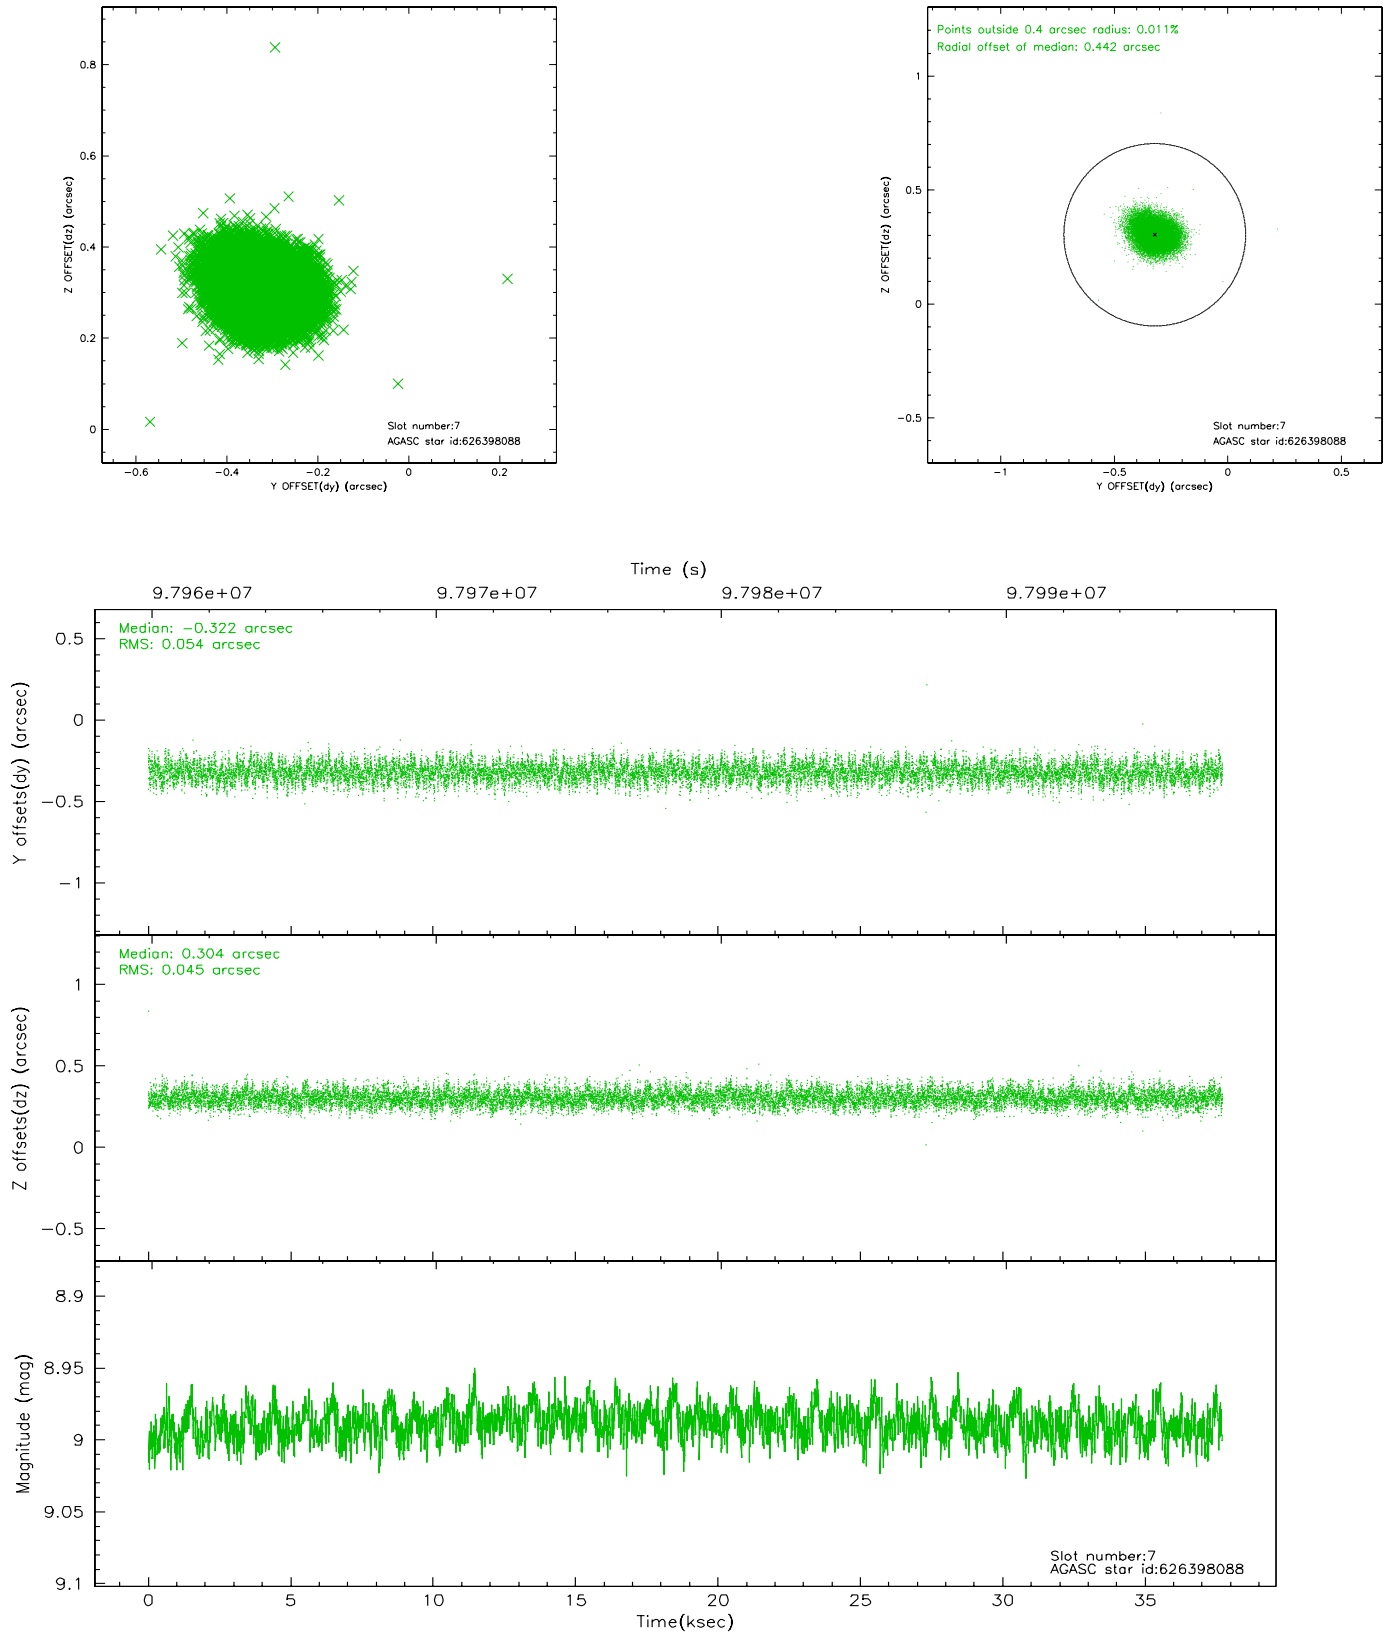 0.8
0.6
0.4
0.2
0
Z OFFSET(dz) (arcsec)
Slot number:7
AGASC star id:626398088
−0.6 −0.4 −0.2 0 0.2
Y OFFSET(dy) (arcsec)
Points outside 0.4 arcsec radius: 0.011%
Radial offset of median: 0.442 arcsec
1
0.5
0
−0.5
Z OFFSET(dz) (arcsec)
Slot number:7
AGASC star id:626398088
−1 −0.5 0 0.5
Y OFFSET(dy) (arcsec)
Time (s)
9.796e+07 9.797e+07 9.798e+07 9.799e+07
Median: −0.322 arcsec
RMS: 0.054 arcsec
0.5
0
−0.5
−1
Y offsets(dy) (arcsec)
Median: 0.304 arcsec
RMS: 0.045 arcsec
1
0.5
0
−0.5
Z offsets(dz) (arcsec)
8.9
8.95
9
9.05
9.1
Magnitude (mag)
Slot number:7
AGASC star id:626398088
0 5 10 15 20 25 30 35
Time(ksec)